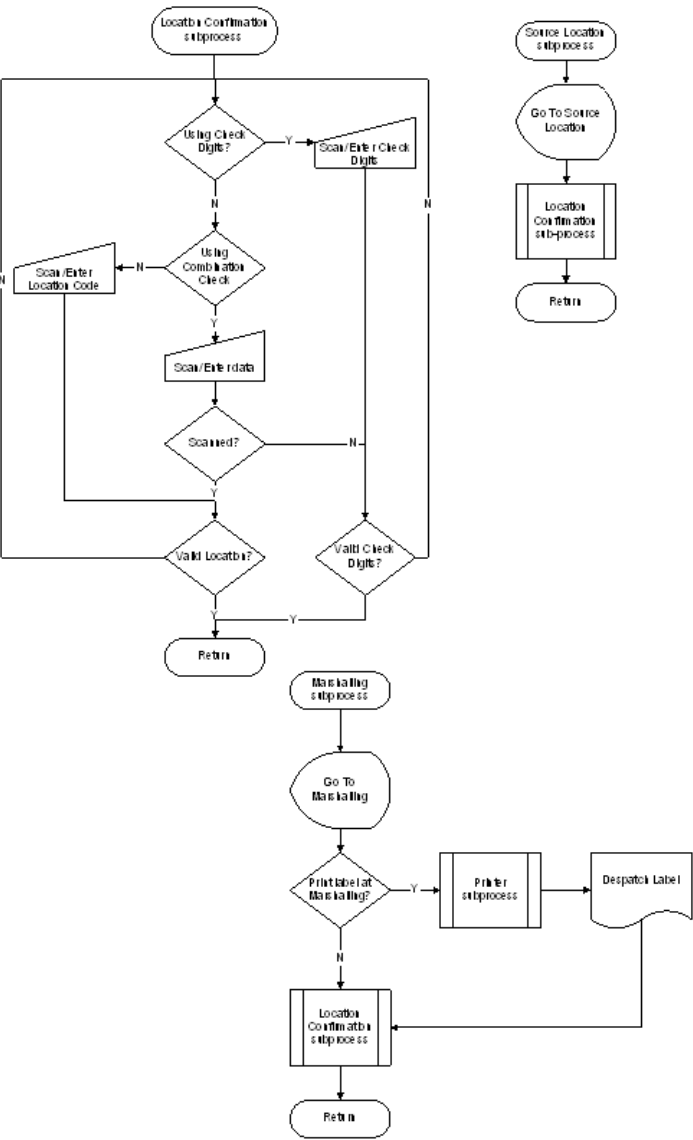 Location Confirmation
subprocess
Using Check
Digits?
Y
Scan/Enter Check
Digits
N
N
Using
Combination
Check
N
Scan/Enter
Location Code
N
Y
Scan/Enter data
Scanned?
N
Y
Valid Location?
Valid Check
Digits?
Y
Y
Return
Source Location
subprocess
Go To Source
Location
Location
Confirmation
sub-process
Return
Marshalling
subprocess
Go To
Marshalling
Print label at
Marshalling?
Y
Printer
subprocess
Despatch Label
N
Location
Confirmation
subprocess
Return